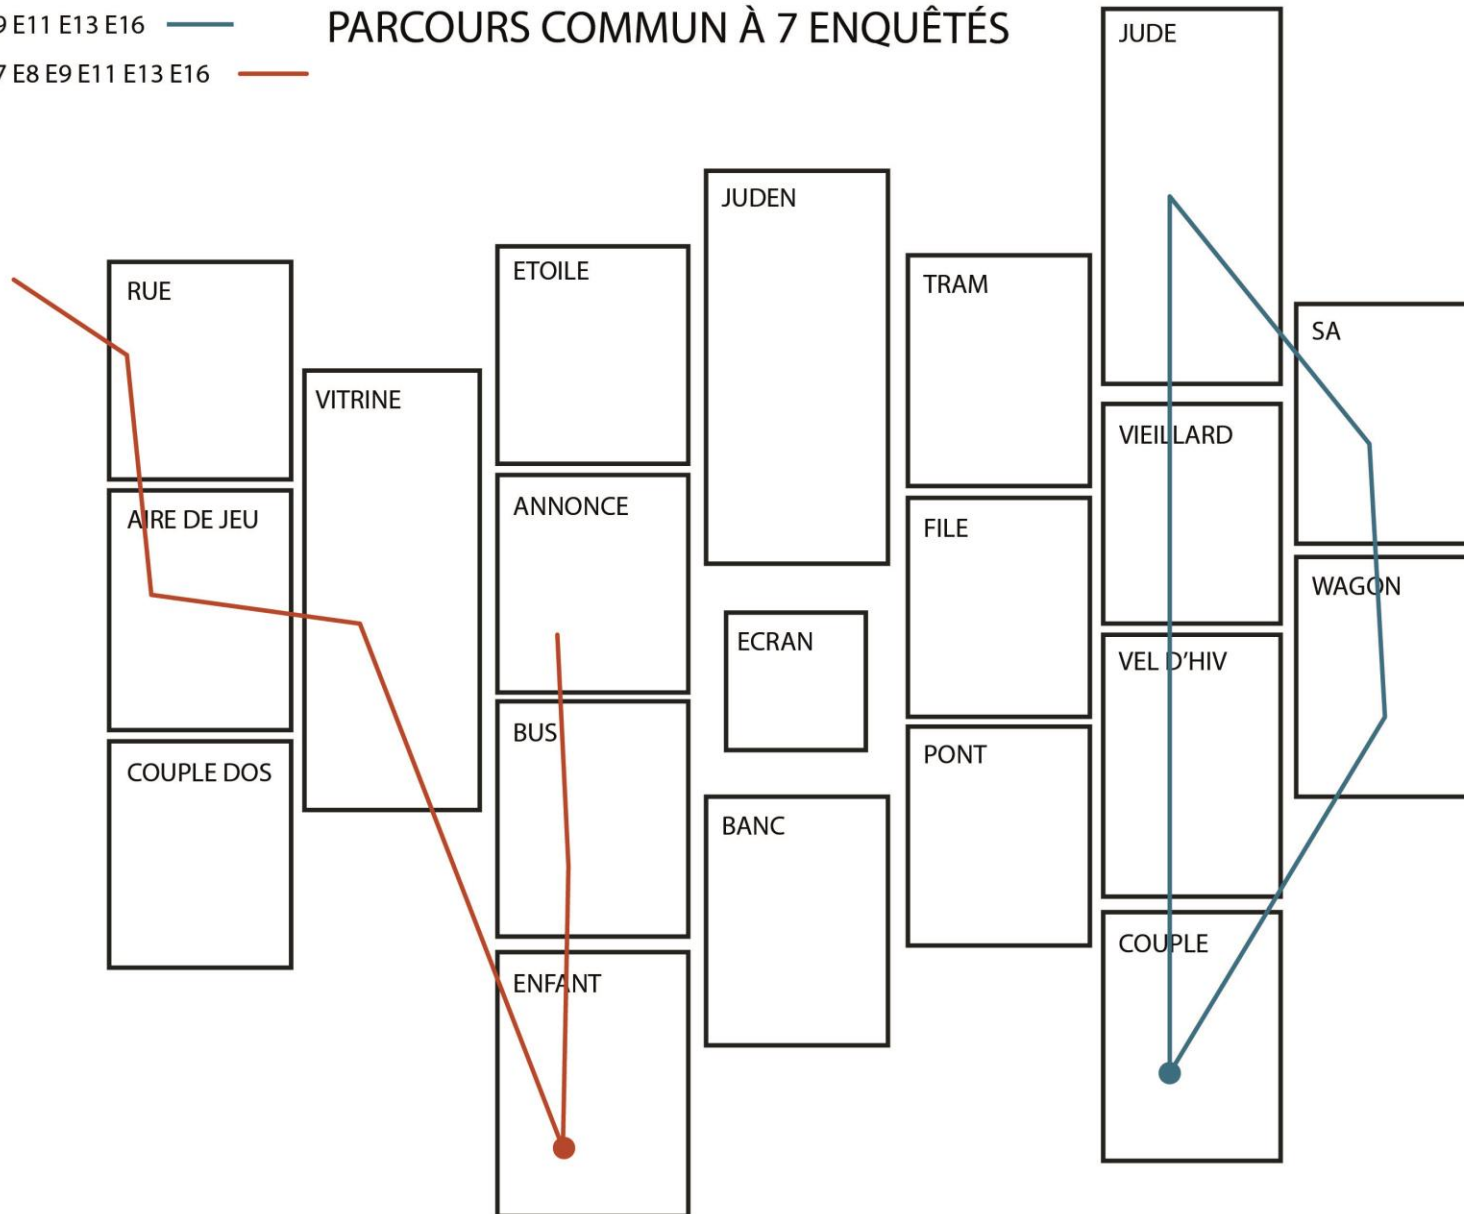 9 E11 E13 E16
PARCOURS COMMUN À 7 ENQUÊTÉS
7 E8 E9 E11 E13 E16
JUDE
JUDEN
ETOILE
TRAM
RUE
SA
VITRINE
VIEILLARD
ANNONCE
AIRE DE JEU
FILE
WAGON
ECRAN
VEL D'HIV
BUS
PONT
COUPLE DOS
BANC
COUPLE
ENFANT